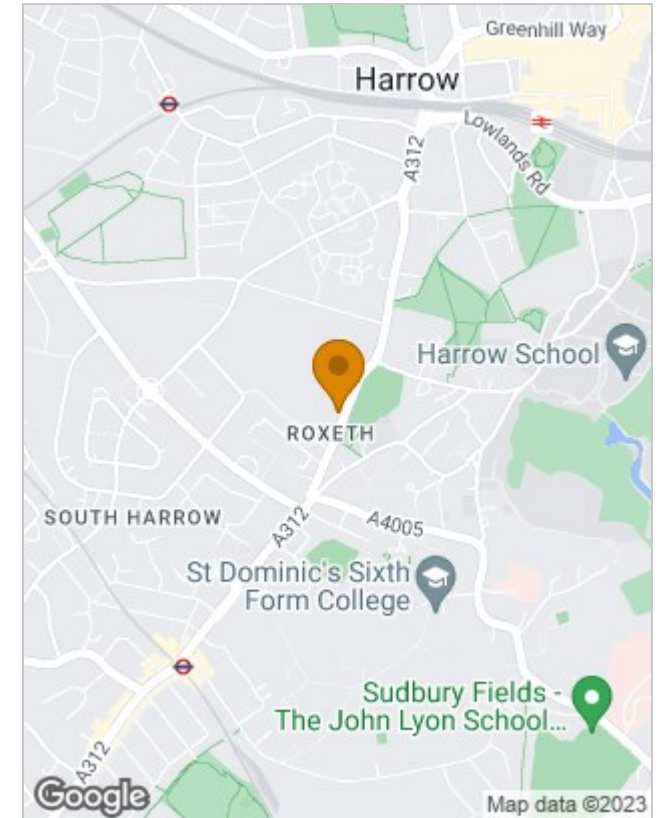 Greenhill Way
Harrow
Lowlands Rd
A312
Harrow School
ROXETH
SOUTH HARROW
A312
A4005
St Dominic's Sixth
Form College
Sudbury Fields -
The John Lyon School...
A312
Google
Map data ©2023